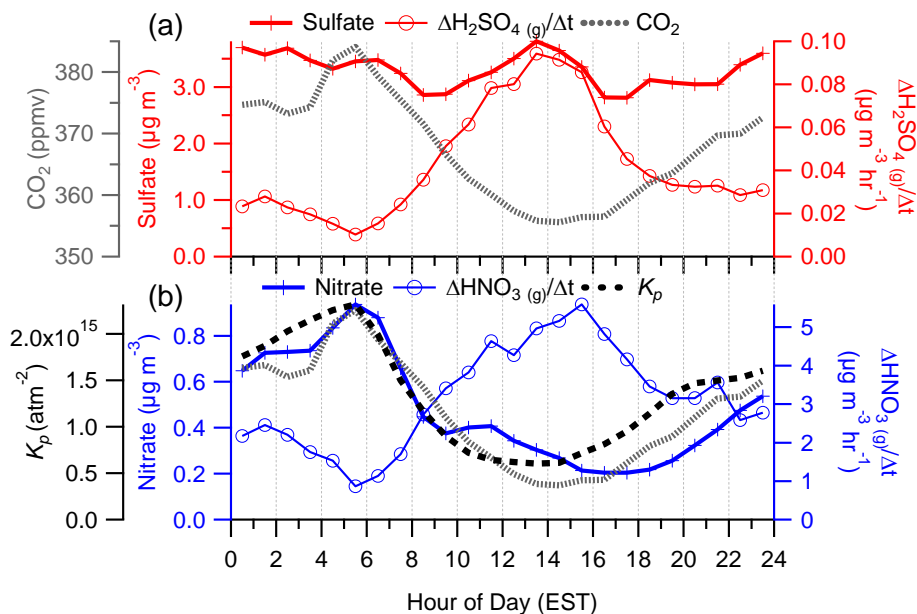 (a) Sulfate ΔH₂SO₄ (g)/Δt CO₂
CO₂ (ppmv)
380
370
360
350
Sulfate (µg m⁻³)
3.0
2.0
1.0
0.0
0.10
0.08
0.06
0.04
0.02
0.00
ΔH₂SO₄ (g)/Δt
(µg m⁻³ hr⁻¹)
(b) Nitrate ΔHNO₃ (g)/Δt Kₚ
Kₚ (atm⁻²)
2.0x10¹⁵
1.5
1.0
0.5
0.0
Nitrate (µg m⁻³)
0.8
0.6
0.4
0.2
0.0
5
4
3
2
1
0
ΔHNO₃ (g)/Δt
(µg m⁻³ hr⁻¹)
0 2 4 6 8 10 12 14 16 18 20 22 24
Hour of Day (EST)